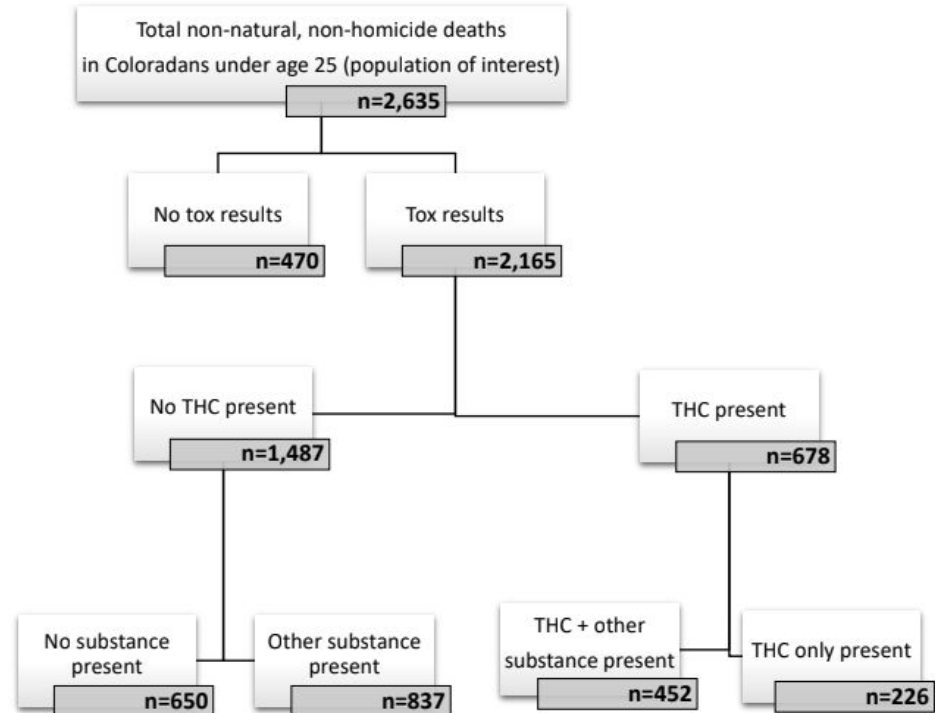 Total non-natural, non-homicide deaths
in Coloradans under age 25 (population of interest)
n=2,635
No tox results
n=470
Tox results
n=2,165
No THC present
n=1,487
THC present
n=678
No substance
present
n=650
Other substance
present
n=837
THC + other
substance present
n=452
THC only present
n=226